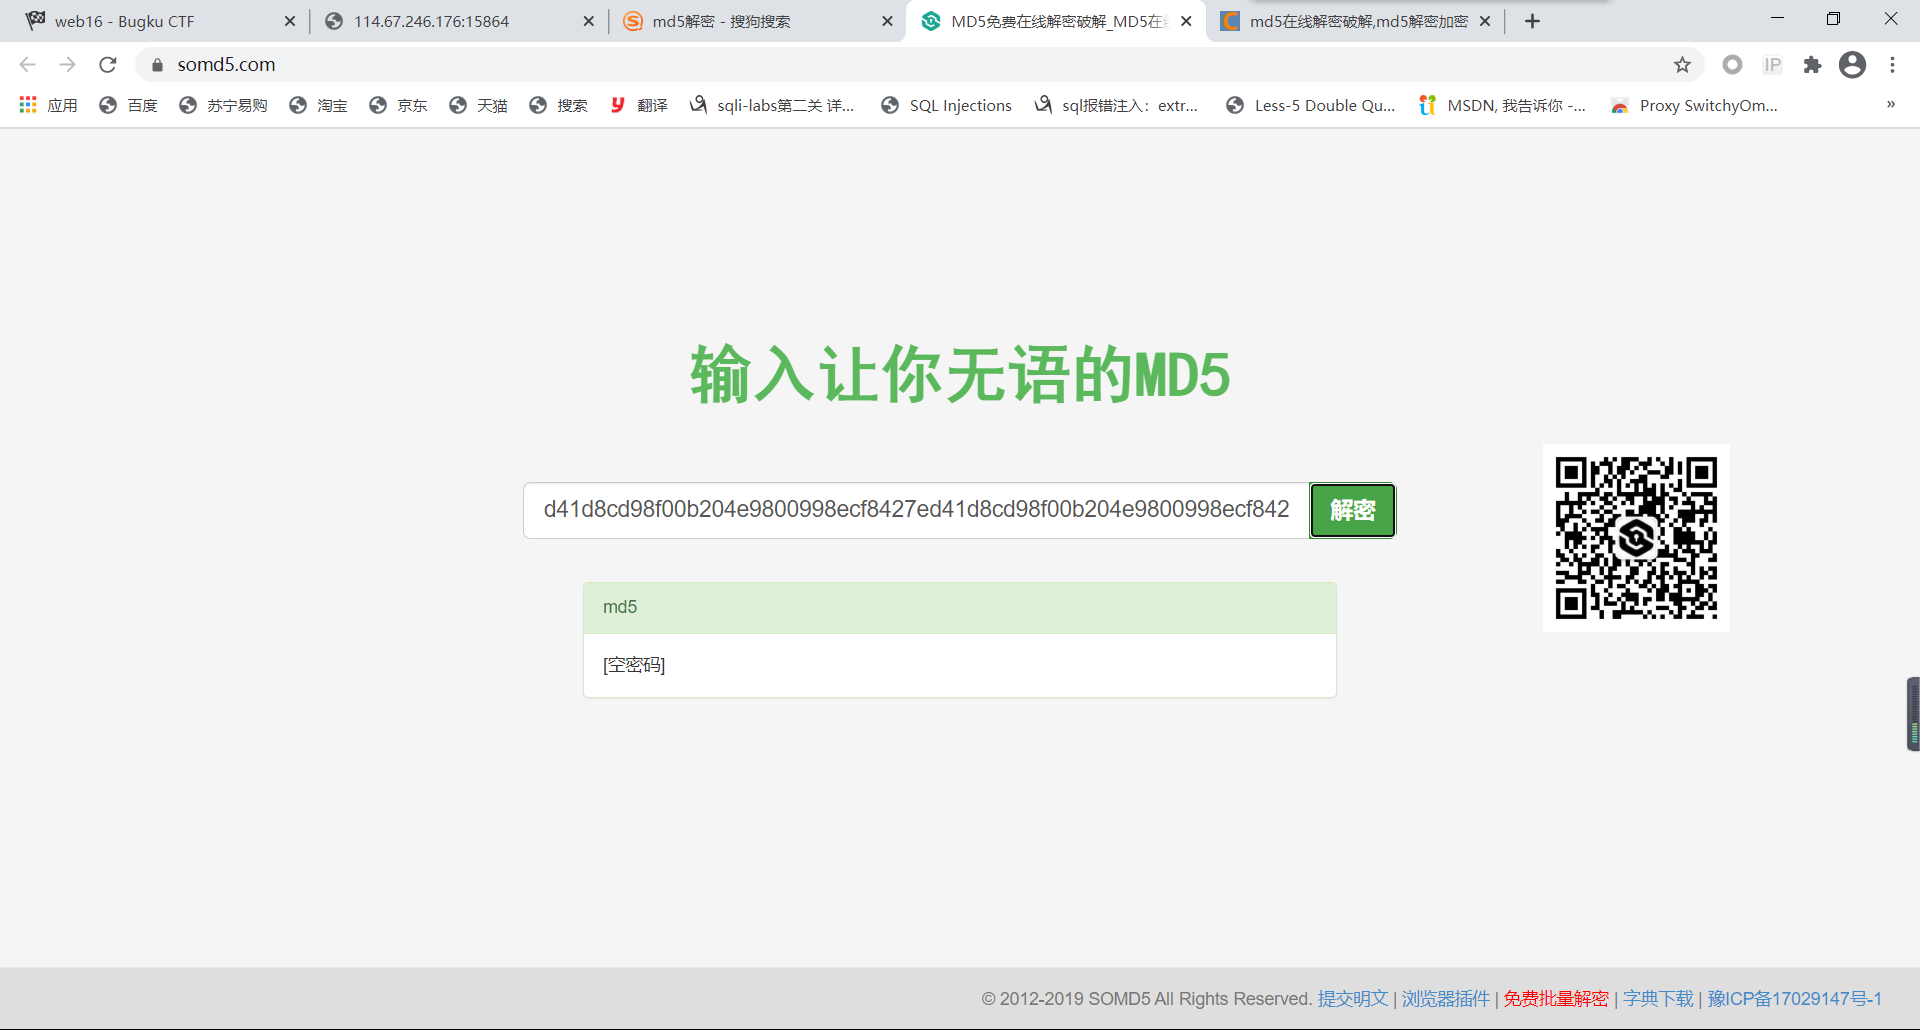 web16 - Bugku CTF
114.67.246.176:15864
md5解密 - 搜狗搜索
MD5免费在线解密破解_MD5在
md5在线解密破解,md5解密加密
somd5.com
IP
应用
百度
苏宁易购
淘宝
京东
天猫
搜索
翻译
sqli-labs第二关 详...
SQL Injections
sql报错注入：extr...
Less-5 Double Qu...
MSDN, 我告诉你 -...
Proxy SwitchyOm...
»
输入让你无语的MD5
d41d8cd98f00b204e9800998ecf8427ed41d8cd98f00b204e9800998ecf842
解密
md5
[空密码]
© 2012-2019 SOMD5 All Rights Reserved. 提交明文 | 浏览器插件 | 免费批量解密 | 字典下载 | 豫ICP备17029147号-1